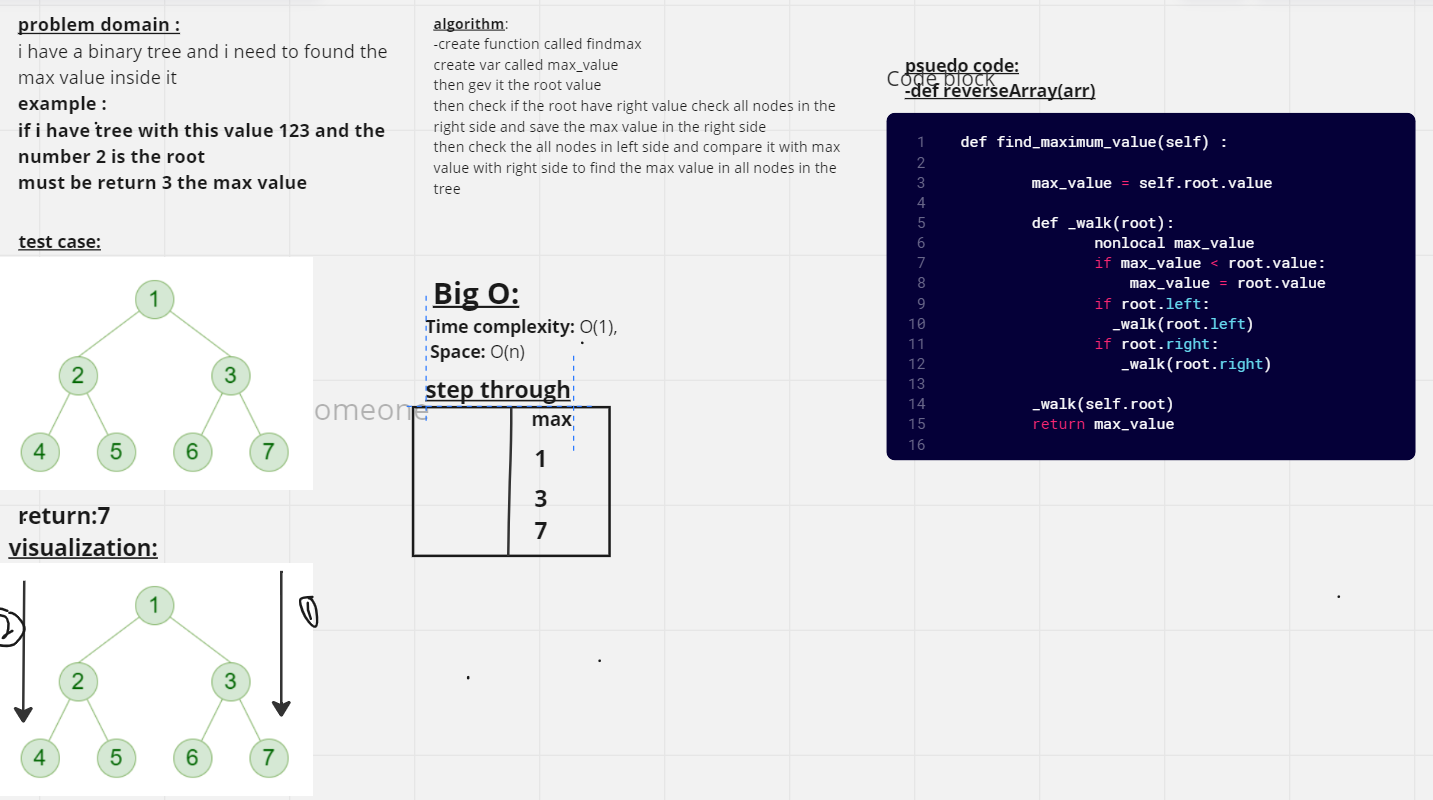 problem domain :
i have a binary tree and i need to found the
max value inside it
example :
if i have tree with this value 123 and the
number 2 is the root
must be return 3 the max value
test case:
1
2 3
4 5 6 7
return:7
visualization:
1
2 3
4 5 6 7
2
1
algorithm:
-create function called findmax
create var called max_value
then gev it the root value
then check if the root have right value check all nodes in the
right side and save the max value in the right side
then check the all nodes in left side and compare it with max
value with right side to find the max value in all nodes in the
tree
Big O:
Time complexity: O(1),
Space: O(n)
step through
omeone
max
1
3
7
psuedo code:
Code block
-def reverseArray(arr)
1 def find_maximum_value(self) :
2
3 max_value = self.root.value
4
5 def _walk(root):
6 nonlocal max_value
7 if max_value < root.value:
8 max_value = root.value
9 if root.left:
10 _walk(root.left)
11 if root.right:
12 _walk(root.right)
13
14 _walk(self.root)
15 return max_value
16